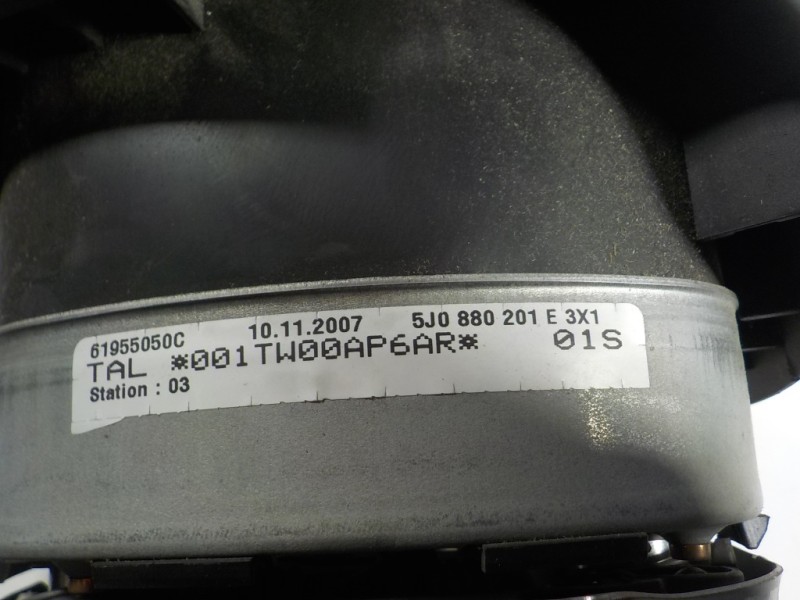 61955050C 10.11.2007 5J0 880 201 E 3X1
TAL *001TW00AP6AR* 01S
Station : 03